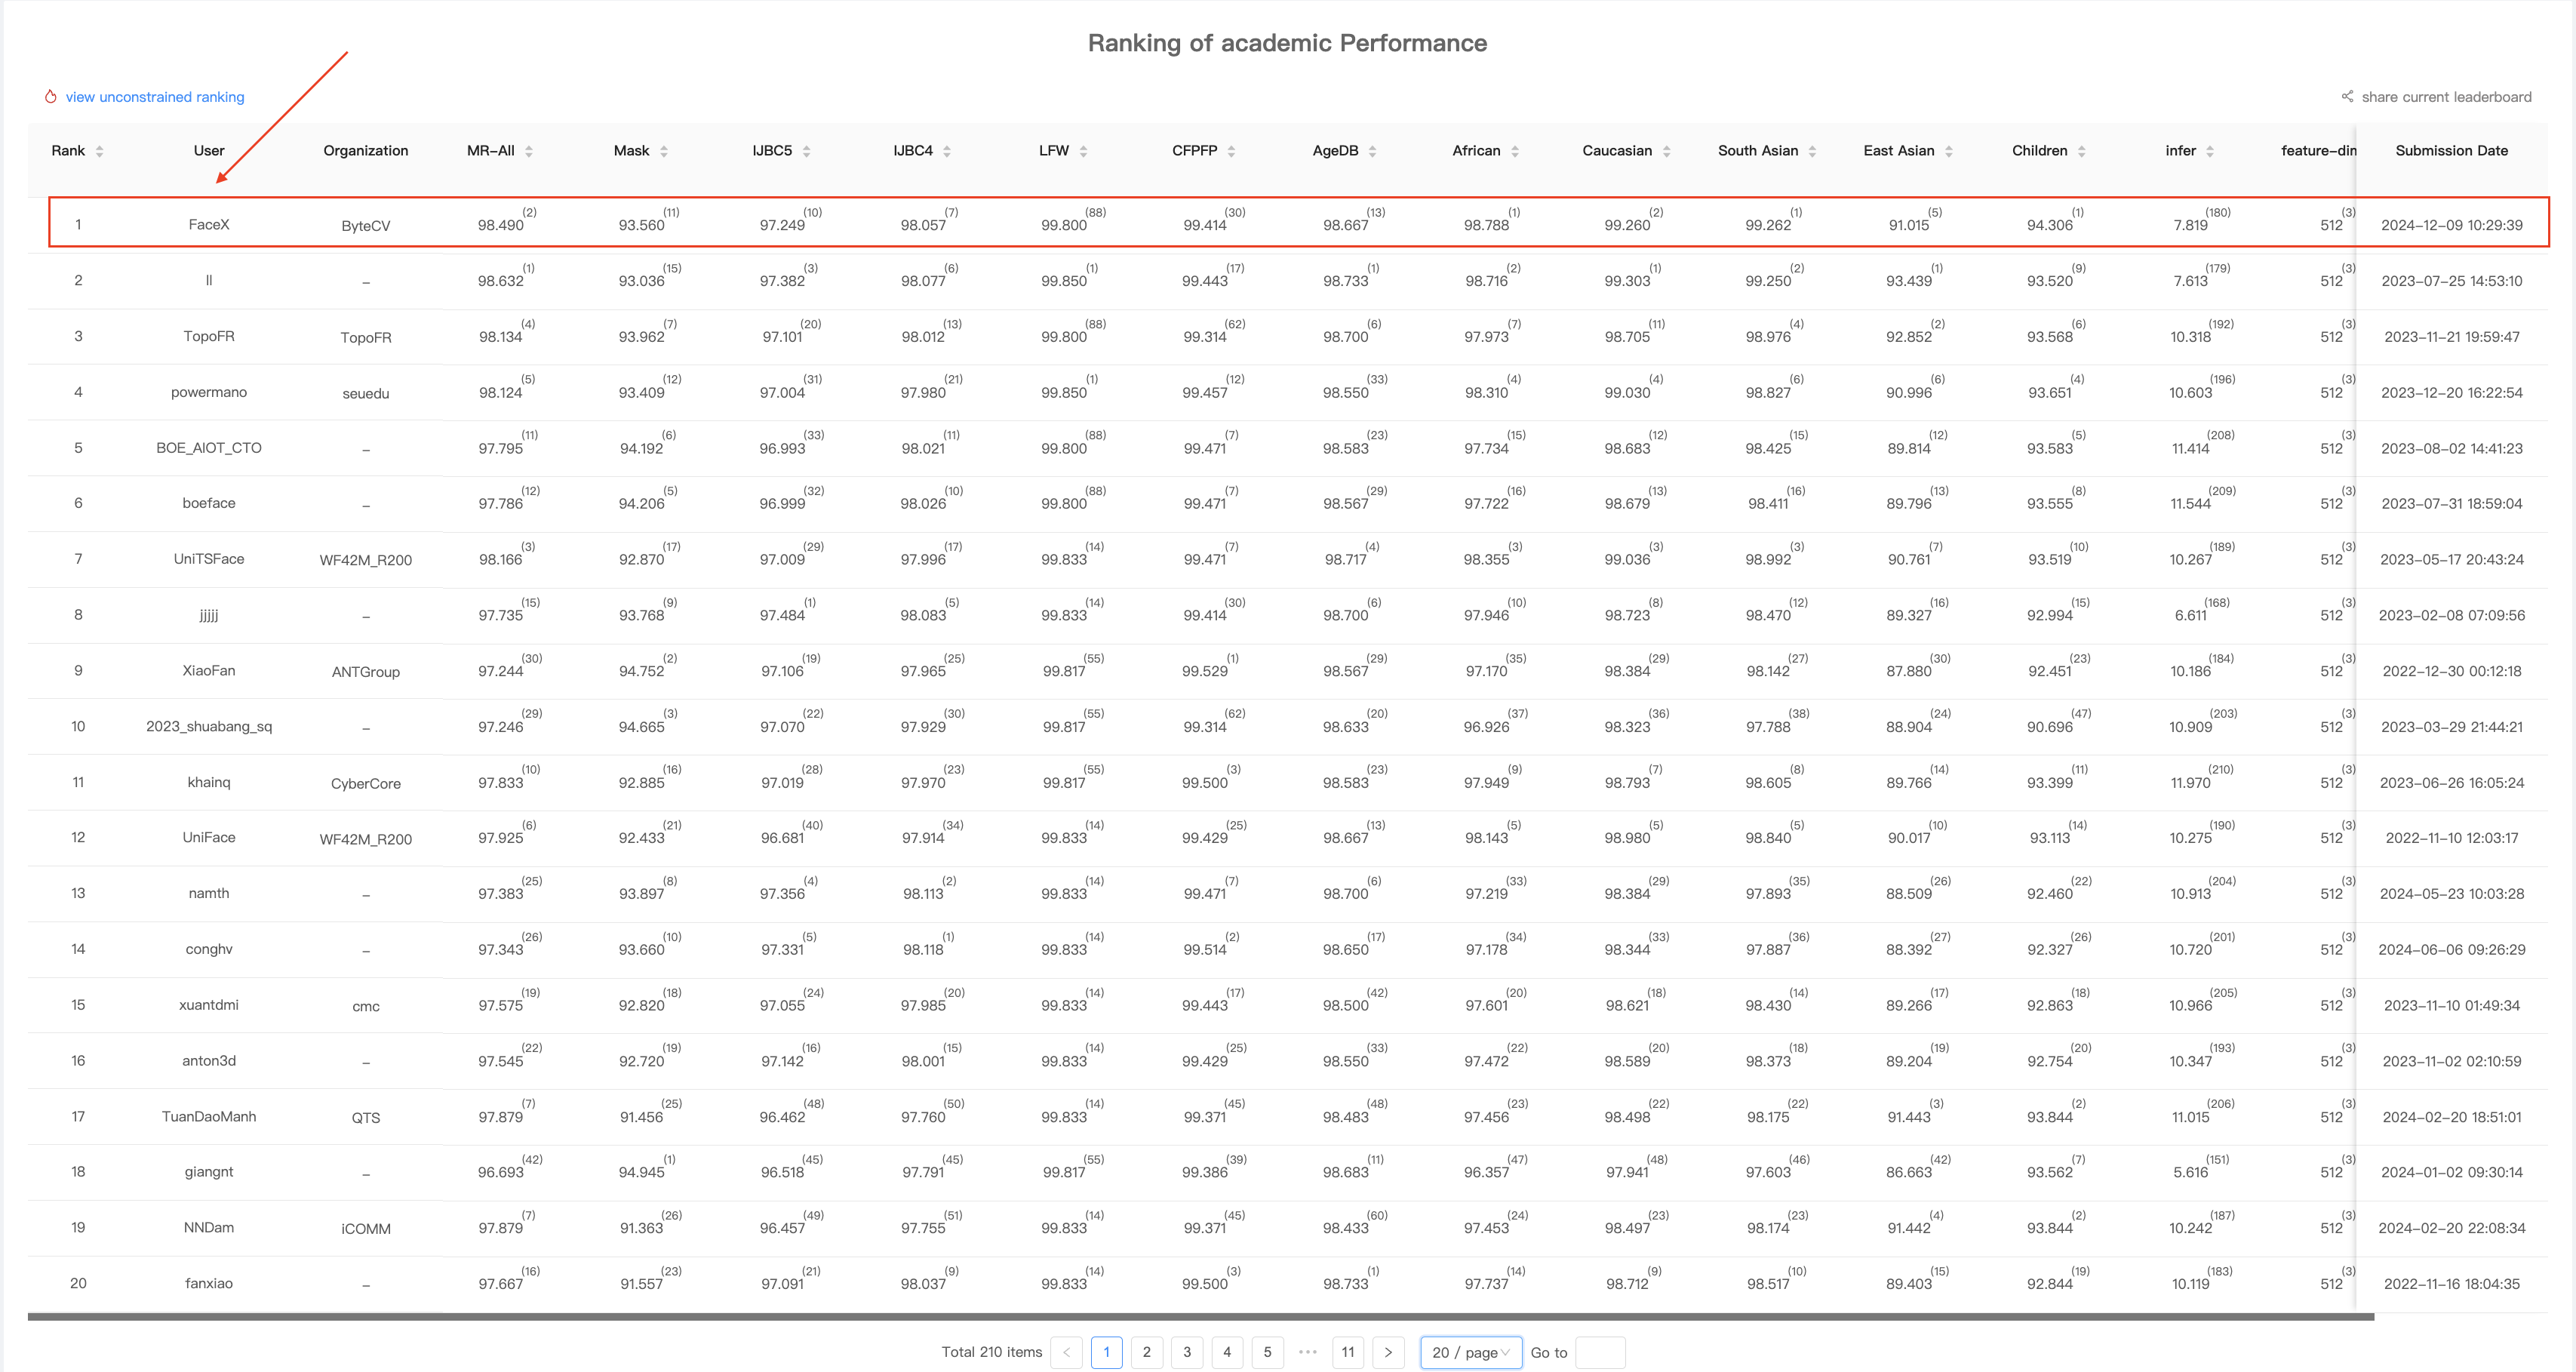 Ranking of academic Performance
view unconstrained ranking
share current leaderboard
Rank User Organization MR-All Mask IJBC5 IJBC4 LFW CFPFP AgeDB African Caucasian South Asian East Asian Children infer feature-dim Submission Date
1 FaceX ByteCV 98.490(2) 93.560(11) 97.249(10) 98.057(7) 99.800(88) 99.414(30) 98.667(13) 98.788(1) 99.260(2) 99.262(1) 91.015(5) 94.306(1) 7.819(180) 512(3) 2024-12-09 10:29:39
2 ll – 98.632(1) 93.036(15) 97.382(3) 98.077(6) 99.850(1) 99.443(17) 98.733(1) 98.716(2) 99.303(1) 99.250(2) 93.439(1) 93.520(9) 7.613(179) 512(3) 2023-07-25 14:53:10
3 TopoFR TopoFR 98.134(4) 93.962(7) 97.101(20) 98.012(13) 99.800(88) 99.314(62) 98.700(6) 97.973(7) 98.705(11) 98.976(4) 92.852(2) 93.568(6) 10.318(192) 512(3) 2023-11-21 19:59:47
4 powermano seuedu 98.124(5) 93.409(12) 97.004(31) 97.980(21) 99.850(1) 99.457(12) 98.550(33) 98.310(4) 99.030(4) 98.827(6) 90.996(6) 93.651(4) 10.603(196) 512(3) 2023-12-20 16:22:54
5 BOE_AIOT_CTO – 97.795(11) 94.192(6) 96.993(33) 98.021(11) 99.800(88) 99.471(7) 98.583(23) 97.734(15) 98.683(12) 98.425(15) 89.814(12) 93.583(5) 11.414(208) 512(3) 2023-08-02 14:41:23
6 boeface – 97.786(12) 94.206(5) 96.999(32) 98.026(10) 99.800(88) 99.471(7) 98.567(29) 97.722(16) 98.679(13) 98.411(16) 89.796(13) 93.555(8) 11.544(209) 512(3) 2023-07-31 18:59:04
7 UniTSFace WF42M_R200 98.166(3) 92.870(17) 97.009(29) 97.996(17) 99.833(14) 99.471(7) 98.717(4) 98.355(3) 99.036(3) 98.992(3) 90.761(7) 93.519(10) 10.267(189) 512(3) 2023-05-17 20:43:24
8 jjjjj – 97.735(15) 93.768(9) 97.484(1) 98.083(5) 99.833(14) 99.414(30) 98.700(6) 97.946(10) 98.723(8) 98.470(12) 89.327(16) 92.994(15) 6.611(168) 512(3) 2023-02-08 07:09:56
9 XiaoFan ANTGroup 97.244(30) 94.752(2) 97.106(19) 97.965(25) 99.817(55) 99.529(1) 98.567(29) 97.170(35) 98.384(29) 98.142(27) 87.880(30) 92.451(23) 10.186(184) 512(3) 2022-12-30 00:12:18
10 2023_shuabang_sq – 97.246(29) 94.665(3) 97.070(22) 97.929(30) 99.817(55) 99.314(62) 98.633(20) 96.926(37) 98.323(36) 97.788(38) 88.904(24) 90.696(47) 10.909(203) 512(3) 2023-03-29 21:44:21
11 khainq CyberCore 97.833(10) 92.885(16) 97.019(28) 97.970(23) 99.817(55) 99.500(3) 98.583(23) 97.949(9) 98.793(7) 98.605(8) 89.766(14) 93.399(11) 11.970(210) 512(3) 2023-06-26 16:05:24
12 UniFace WF42M_R200 97.925(6) 92.433(21) 96.681(40) 97.914(34) 99.833(14) 99.429(25) 98.667(13) 98.143(5) 98.980(5) 98.840(5) 90.017(10) 93.113(14) 10.275(190) 512(3) 2022-11-10 12:03:17
13 namth – 97.383(25) 93.897(8) 97.356(4) 98.113(2) 99.833(14) 99.471(7) 98.700(6) 97.219(33) 98.384(29) 97.893(35) 88.509(26) 92.460(22) 10.913(204) 512(3) 2024-05-23 10:03:28
14 conghv – 97.343(26) 93.660(10) 97.331(5) 98.118(1) 99.833(14) 99.514(2) 98.650(17) 97.178(34) 98.344(33) 97.887(36) 88.392(27) 92.327(26) 10.720(201) 512(3) 2024-06-06 09:26:29
15 xuantdmi cmc 97.575(19) 92.820(18) 97.055(24) 97.985(20) 99.833(14) 99.443(17) 98.500(42) 97.601(20) 98.621(18) 98.430(14) 89.266(17) 92.863(18) 10.966(205) 512(3) 2023-11-10 01:49:34
16 anton3d – 97.545(22) 92.720(19) 97.142(16) 98.001(15) 99.833(14) 99.429(25) 98.550(33) 97.472(22) 98.589(20) 98.373(18) 89.204(19) 92.754(20) 10.347(193) 512(3) 2023-11-02 02:10:59
17 TuanDaoManh QTS 97.879(7) 91.456(25) 96.462(48) 97.760(50) 99.833(14) 99.371(45) 98.483(48) 97.456(23) 98.498(22) 98.175(22) 91.443(3) 93.844(2) 11.015(206) 512(3) 2024-02-20 18:51:01
18 giangnt – 96.693(42) 94.945(1) 96.518(45) 97.791(45) 99.817(55) 99.386(39) 98.683(11) 96.357(47) 97.941(48) 97.603(46) 86.663(42) 93.562(7) 5.616(151) 512(3) 2024-01-02 09:30:14
19 NNDam iCOMM 97.879(7) 91.363(26) 96.457(49) 97.755(51) 99.833(14) 99.371(45) 98.433(60) 97.453(24) 98.497(23) 98.174(23) 91.442(4) 93.844(2) 10.242(187) 512(3) 2024-02-20 22:08:34
20 fanxiao – 97.667(16) 91.557(23) 97.091(21) 98.037(9) 99.833(14) 99.500(3) 98.733(1) 97.737(14) 98.712(9) 98.517(10) 89.403(15) 92.844(19) 10.119(183) 512(3) 2022-11-16 18:04:35
Total 210 items < 1 2 3 4 5 ••• 11 > 20 / page Go to